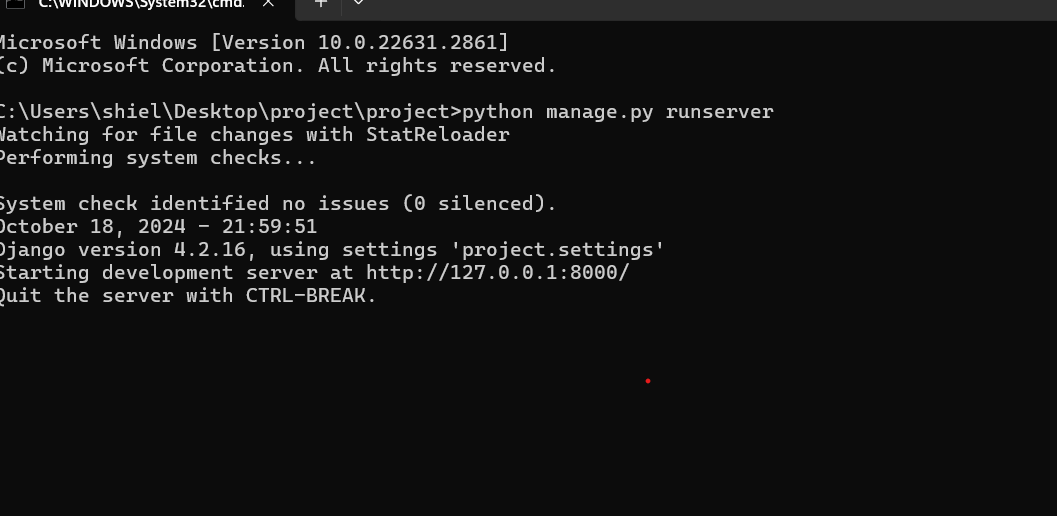 C:\WINDOWS\System32\cmd.
Microsoft Windows [Version 10.0.22631.2861]
(c) Microsoft Corporation. All rights reserved.
C:\Users\shiel\Desktop\project\project>python manage.py runserver
Watching for file changes with StatReloader
Performing system checks...
System check identified no issues (0 silenced).
October 18, 2024 - 21:59:51
Django version 4.2.16, using settings 'project.settings'
Starting development server at http://127.0.0.1:8000/
Quit the server with CTRL-BREAK.